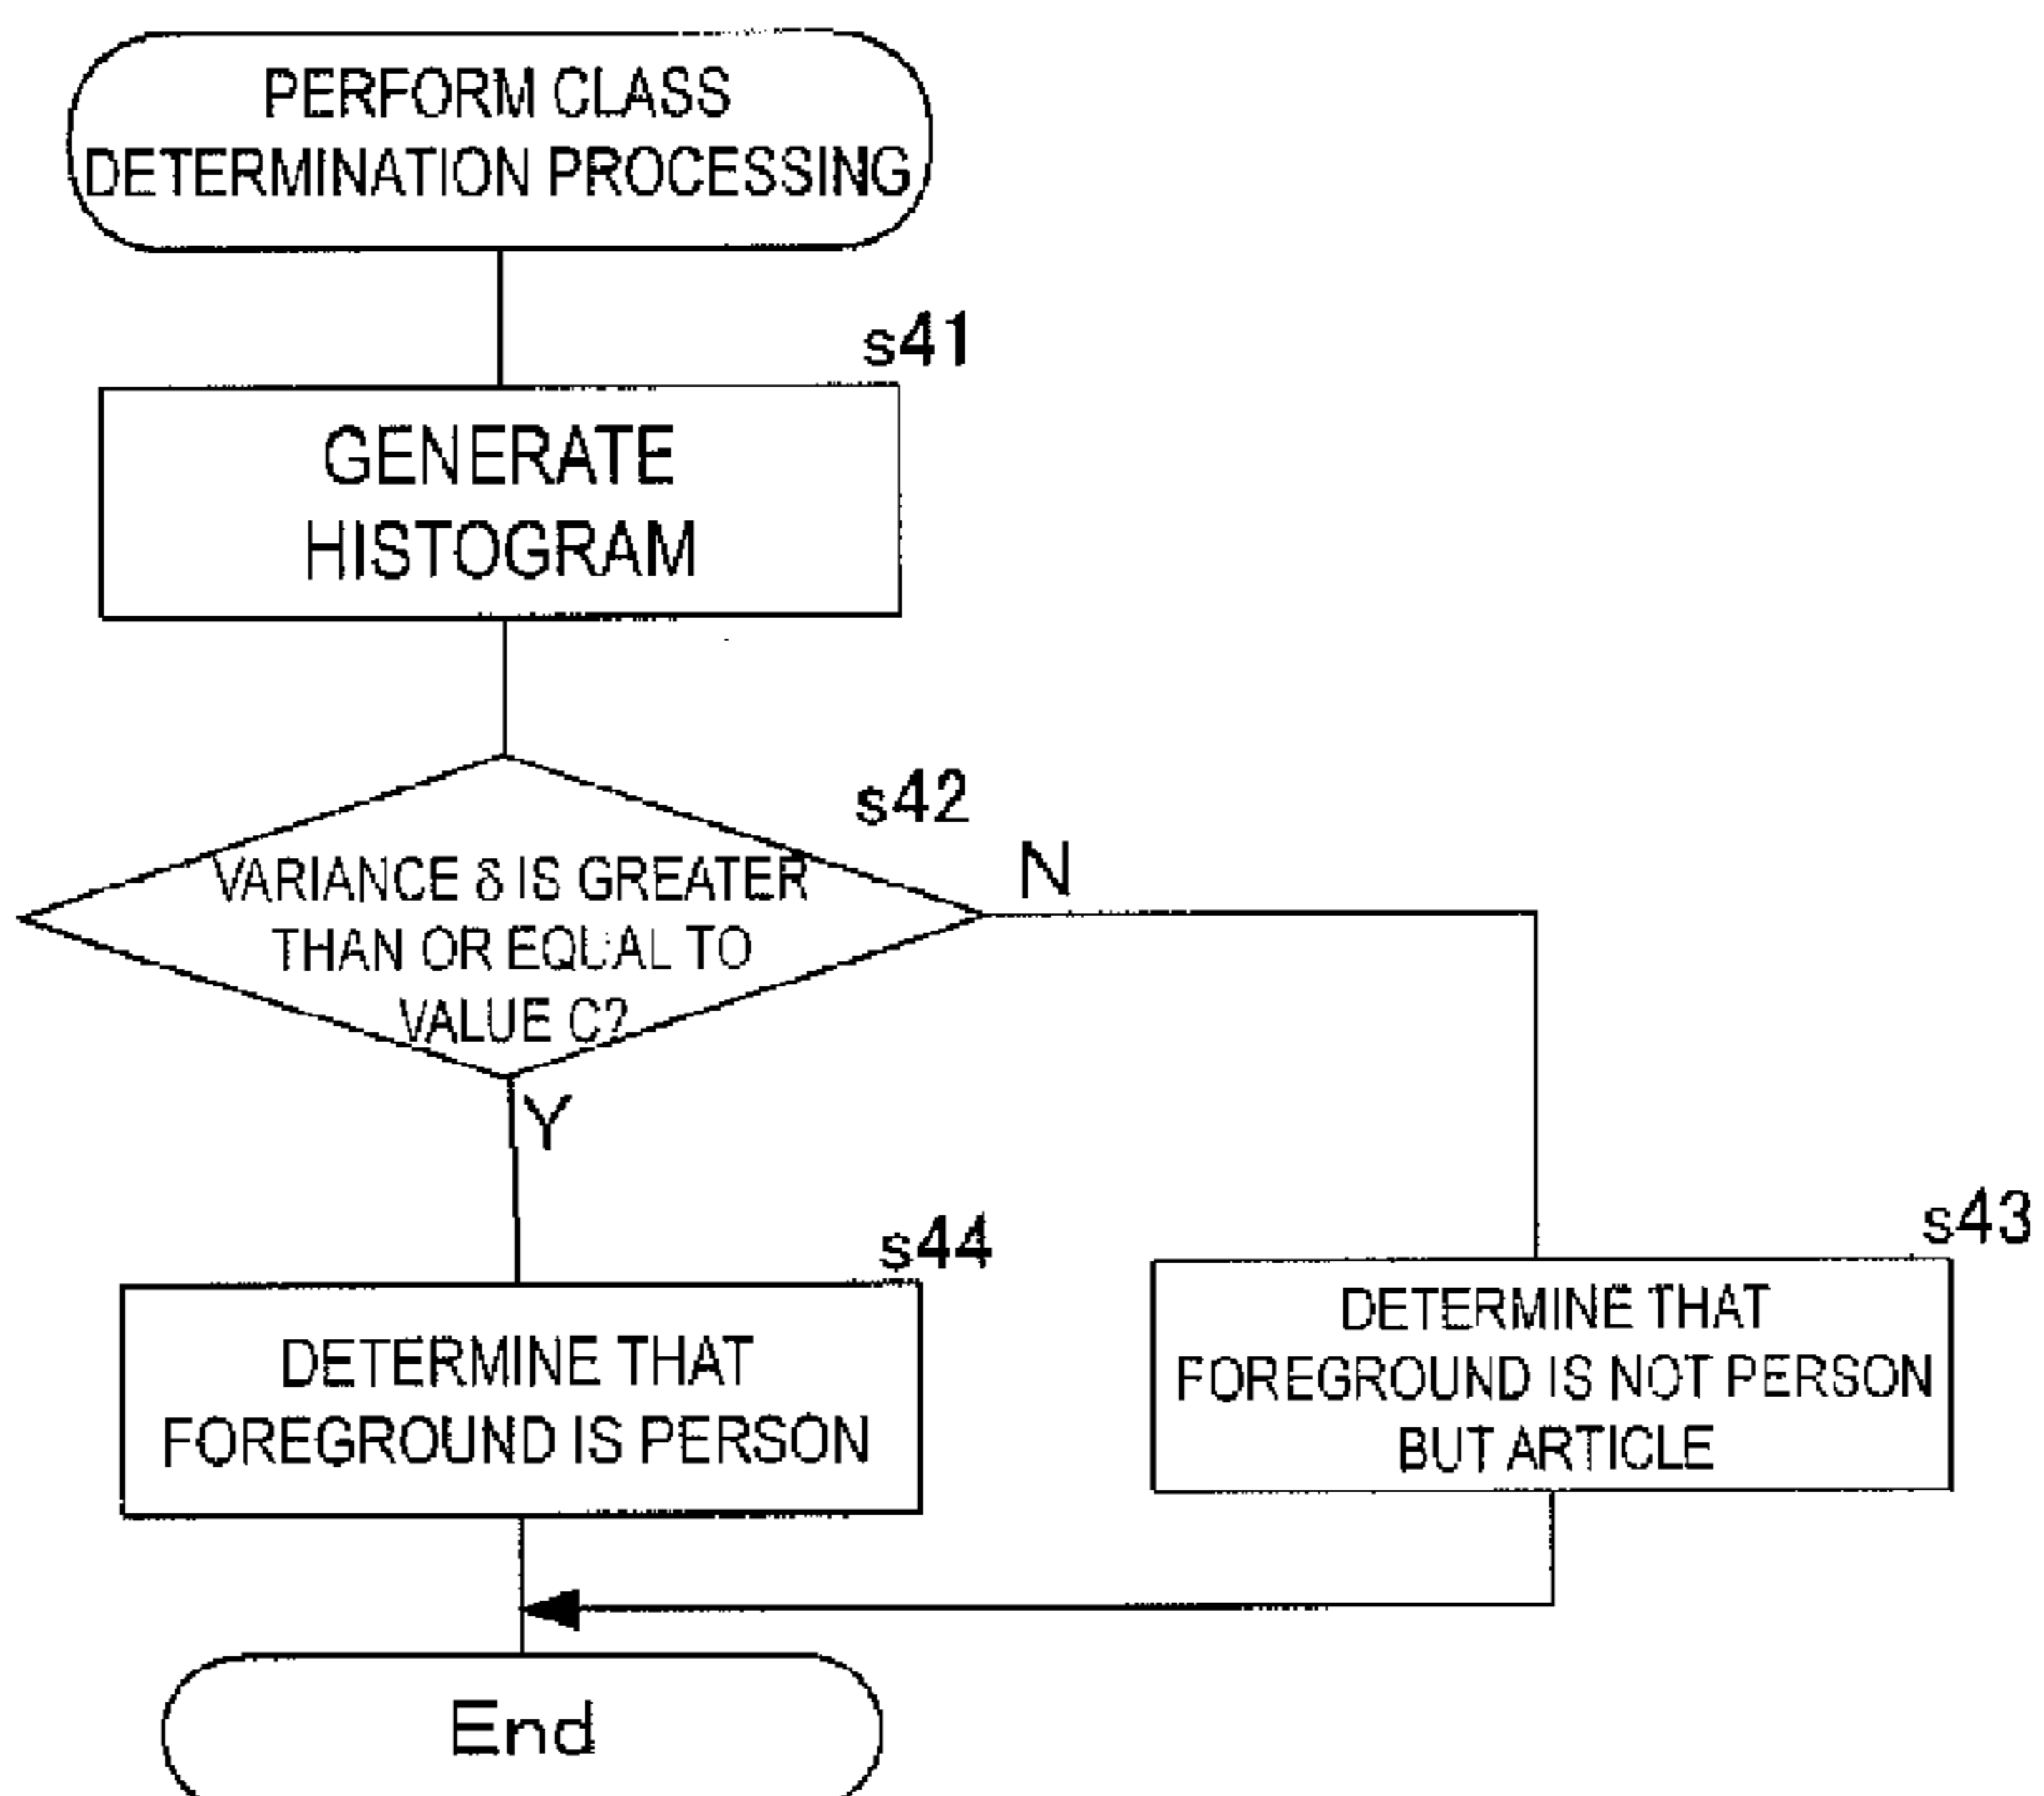 PERFORM CLASS
DETERMINATION PROCESSING
s41
GENERATE
HISTOGRAM
s42
VARIANCE δ IS GREATER
THAN OR EQUAL TO
VALUE C?
N
Y
s44
DETERMINE THAT
FOREGROUND IS PERSON
s43
DETERMINE THAT
FOREGROUND IS NOT PERSON
BUT ARTICLE
End